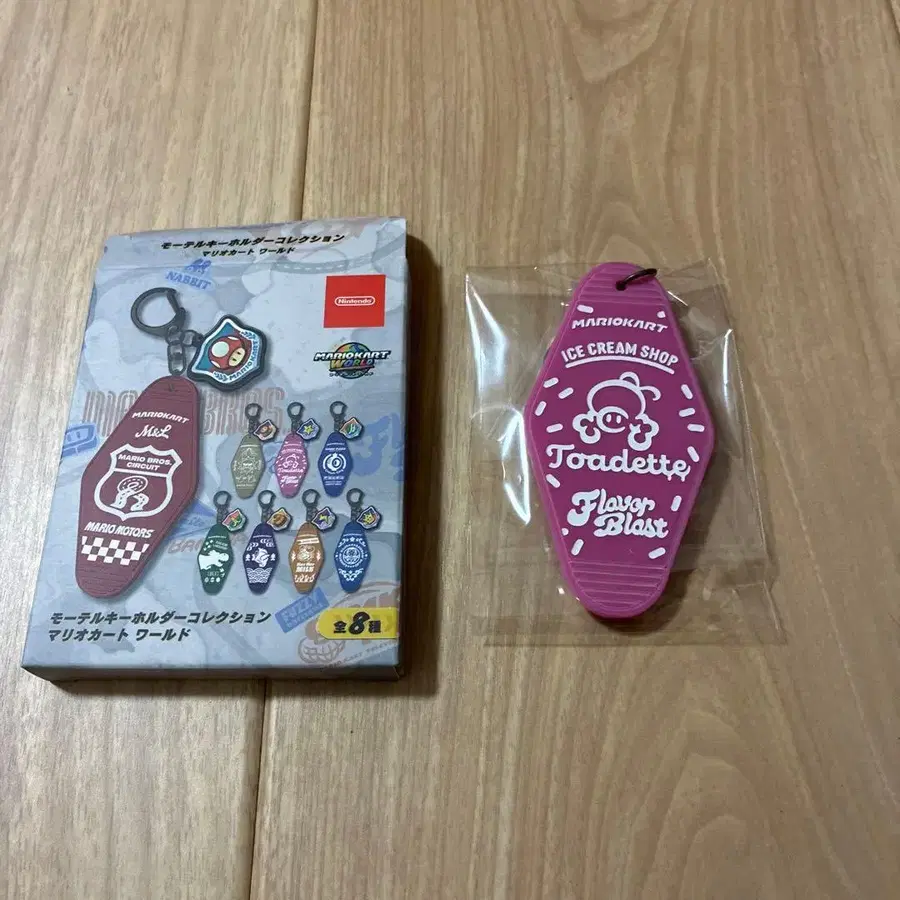 モーテルキーホルダーコレクション
マリオカート ワールド
NABBIT
Nintendo
MARIOKART
WORLD
MARIOKART
MARIOKART
M&L
MARIO BROS.
CIRCUIT
MARIO MOTORS
Toadette
FUZZY
モーテルキーホルダーコレクション
マリオカート ワールド
全8種
MARIOKART
ICE CREAM SHOP
Toadette
Flavor
Blast